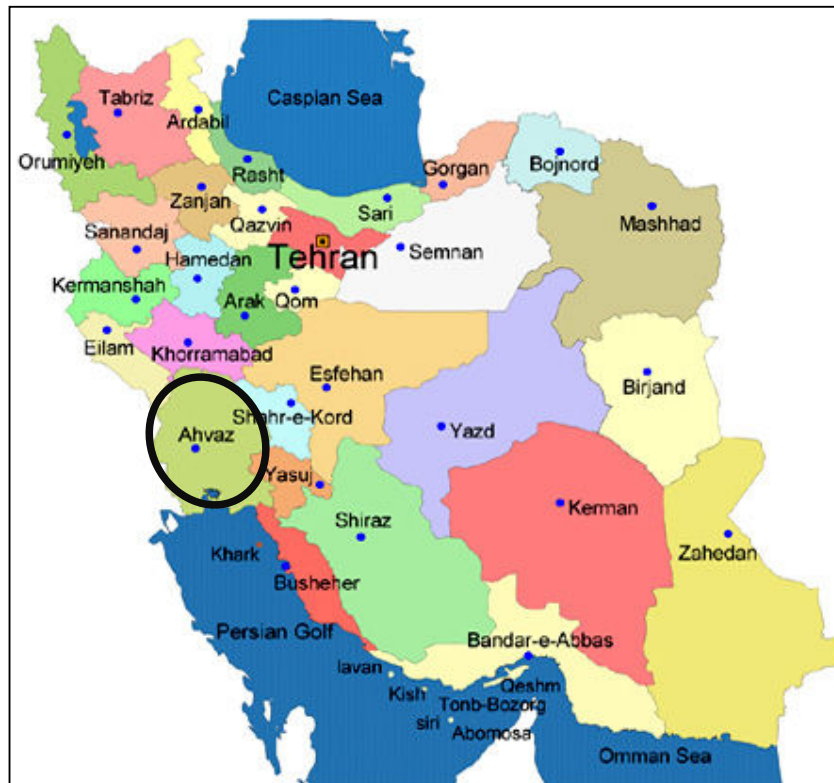 Caspian Sea
Tabriz
Ardabil
Orumiyeh
Rasht
Gorgan
Bojnord
Zanjan
Qazvin
Sari
Mashhad
Sanandaj
Hamedan
Tehran
Semnan
Kermanshah
Arak
Qom
Eilam
Khorramabad
Esfehan
Birjand
Shahr-e-Kord
Ahvaz
Yazd
Yasuj
Kerman
Shiraz
Zahedan
Khark
Busheher
Persian Golf
Bandar-e-Abbas
lavan
Kish
Qeshm
Tonb-Bozorg
siri
Abomosa
Omman Sea